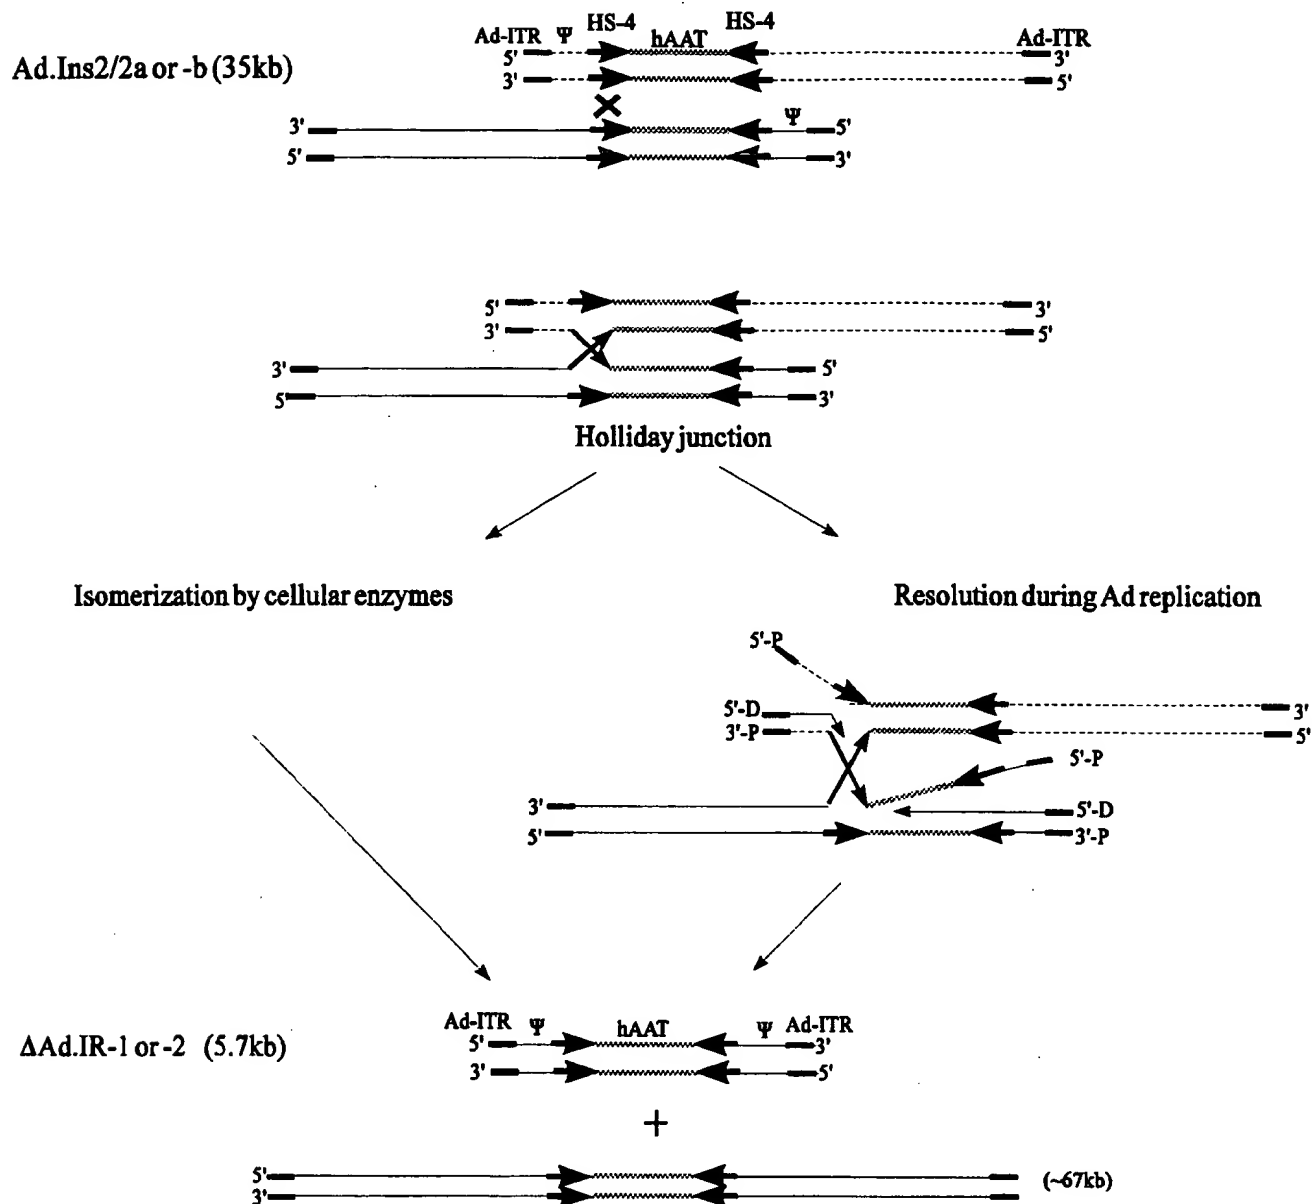 HS-4 HS-4
Ad-ITR Ψ hAAT Ad-ITR
5' 3'
Ad.Ins2/2a or -b (35kb)
3' 5'
Ψ
3' 5'
5' 3'
5' 3'
3' 5'
3' 5'
5' 3'
Holliday junction
Isomerization by cellular enzymes
Resolution during Ad replication
5'-P
5'-D 3'
3'-P 5'
5'-P
3' 5'-D
5' 3'-P
Ad-ITR Ψ hAAT Ψ Ad-ITR
ΔAd.IR-1 or -2 (5.7kb)
5' 3'
3' 5'
+
5' (~67kb)
3'